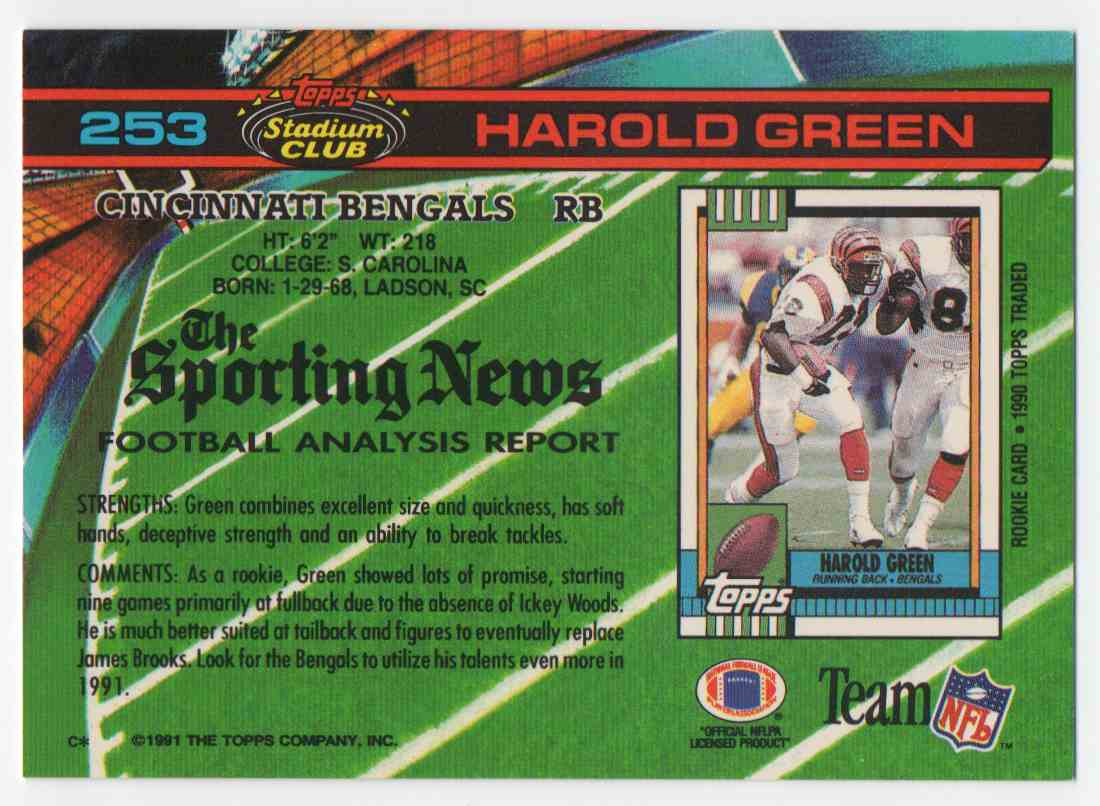 253
Topps
Stadium
CLUB
HAROLD GREEN
CINCINNATI BENGALS RB
HT: 6'2" WT: 218
COLLEGE: S. CAROLINA
BORN: 1-29-68, LADSON, SC
The
Sporting News
FOOTBALL ANALYSIS REPORT
STRENGTHS: Green combines excellent size and quickness, has soft
hands, deceptive strength and an ability to break tackles.
COMMENTS: As a rookie, Green showed lots of promise, starting
nine games primarily at fullback due to the absence of Ickey Woods.
He is much better suited at tailback and figures to eventually replace
James Brooks. Look for the Bengals to utilize his talents even more in
1991.
C* ©1991 THE TOPPS COMPANY, INC.
8
HAROLD GREEN
RUNNING BACK • BENGALS
Topps
ROOKIE CARD • 1990 TOPPS TRADED
®
"OFFICIAL NFLPA
LICENSED PRODUCT"
Team NFL
™